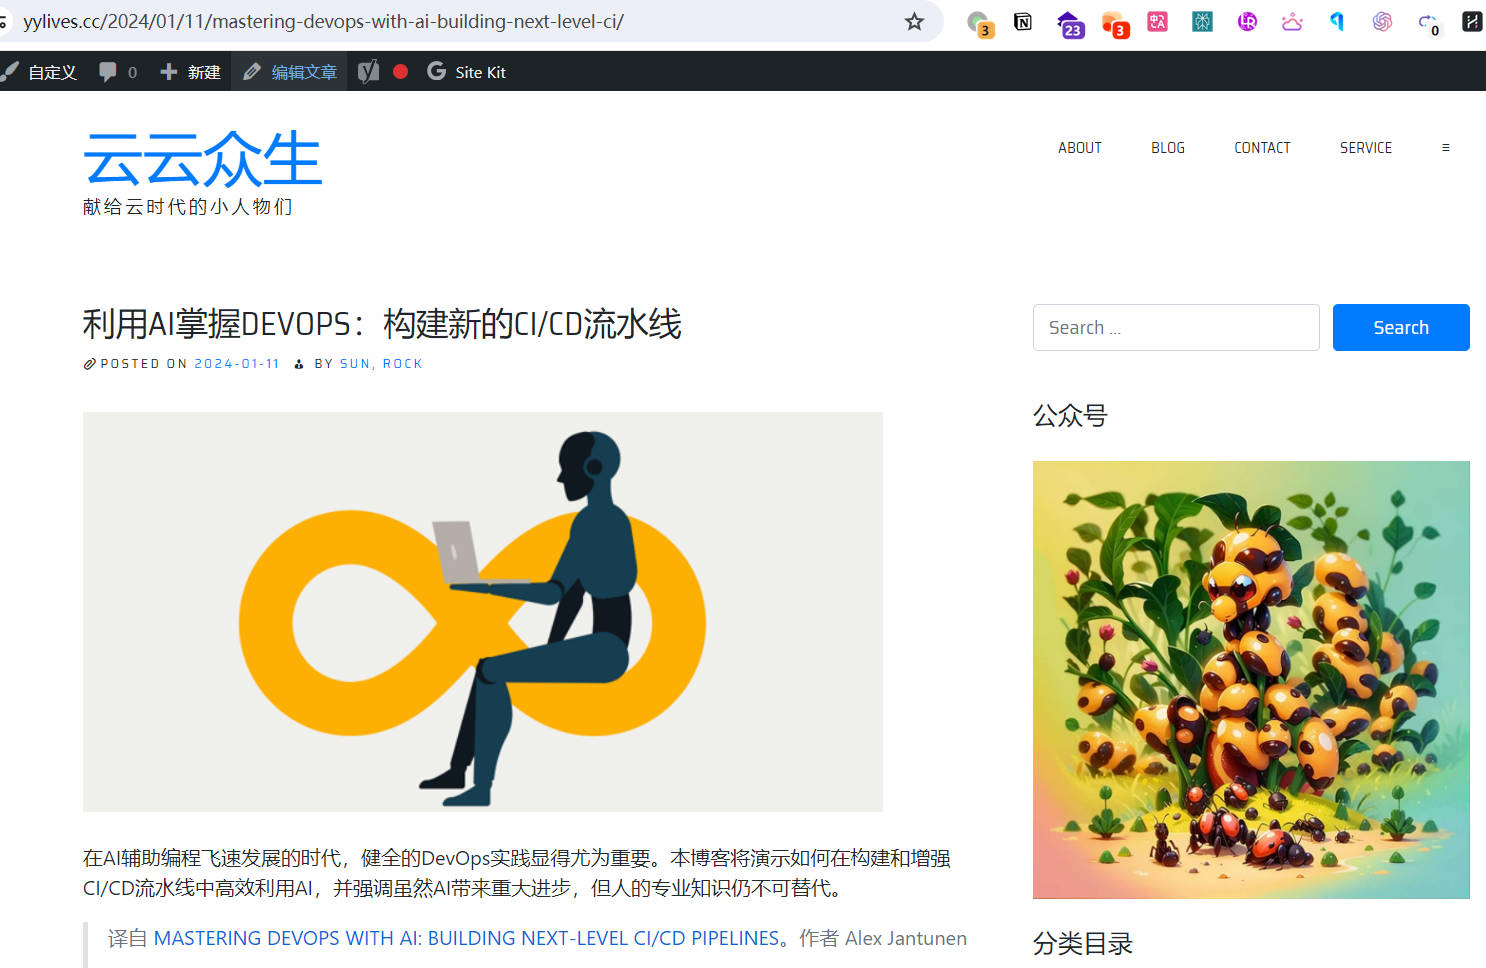 yylives.cc/2024/01/11/mastering-devops-with-ai-building-next-level-ci/
3
23
3
0
自定义
0
新建
编辑文章
Site Kit
云云众生
献给云时代的小人物们
ABOUT
BLOG
CONTACT
SERVICE
利用AI掌握DEVOPS：构建新的CI/CD流水线
POSTED ON 2024-01-11 BY SUN, ROCK
Search ...
Search
公众号
在AI辅助编程飞速发展的时代，健全的DevOps实践显得尤为重要。本博客将演示如何在构建和增强
CI/CD流水线中高效利用AI，并强调虽然AI带来重大进步，但人的专业知识仍不可替代。
译自 MASTERING DEVOPS WITH AI: BUILDING NEXT-LEVEL CI/CD PIPELINES。作者 Alex Jantunen
分类目录